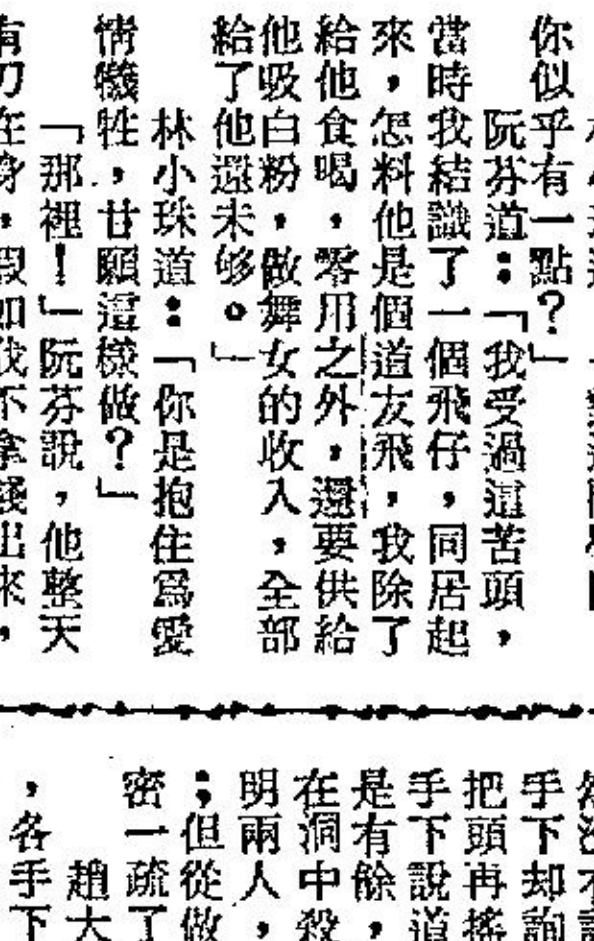 你似乎有一點？」
阮芬道：「我受過這苦頭，
當時我結識了一個飛仔，同居起
來，怎料他是個道友飛，我除了
給他食喝，零用之外，還要供給
他吸白粉，做舞女的收入，全部
給了他還未够。」
林小珠道：「你是抱住爲愛
情犧牲，甘願這樣做？」
「那裡！」阮芬說，他整天
有刀在身，假如我不拿錢出來，
手下却詢
把頭再搖
手下說道
是有餘，
在洞中殺
明兩人，
；但從做
密一疏了
趙大
，各手下